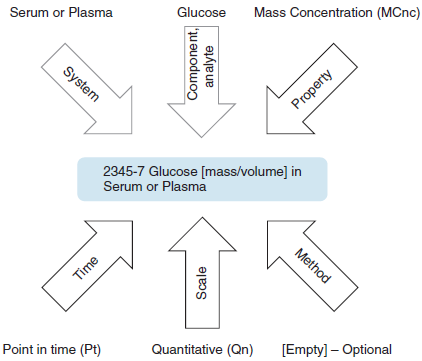 Serum or Plasma
Glucose
Mass Concentration (MCnc)
System
Component,
analyte
Property
2345-7 Glucose [mass/volume] in
Serum or Plasma
Time
Scale
Method
Point in time (Pt)
Quantitative (Qn)
[Empty] – Optional